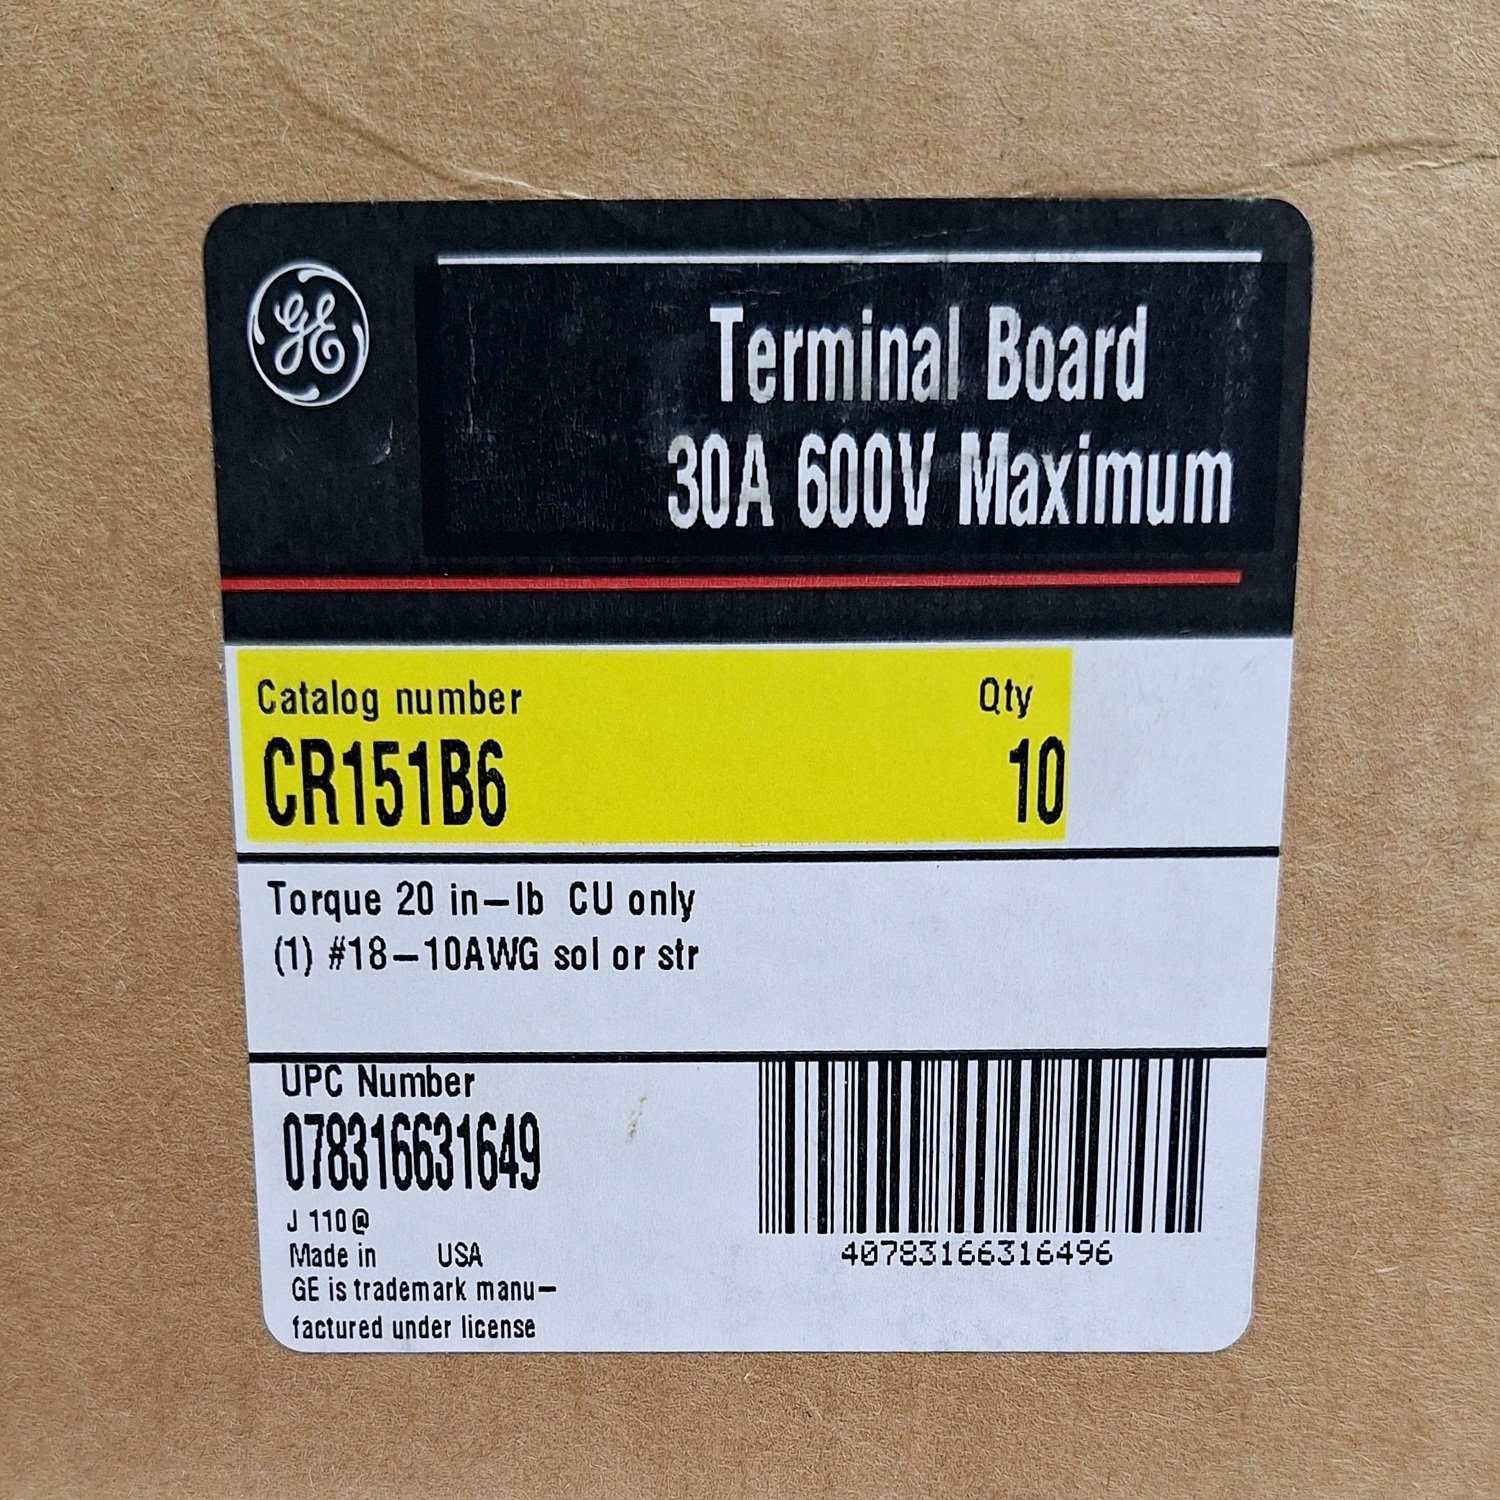 GE
Terminal Board
30A 600V Maximum
Catalog number Qty
CR151B6 10
Torque 20 in-lb CU only
(1) #18-10AWG sol or str
UPC Number
078316631649
J 110@
Made in USA
GE is trademark manu-
factured under license
40783166316496